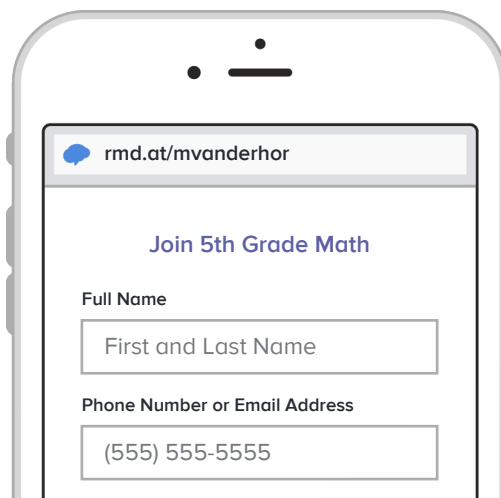 rmd.at/mvanderhor
Join 5th Grade Math
Full Name
First and Last Name
Phone Number or Email Address
(555) 555-5555